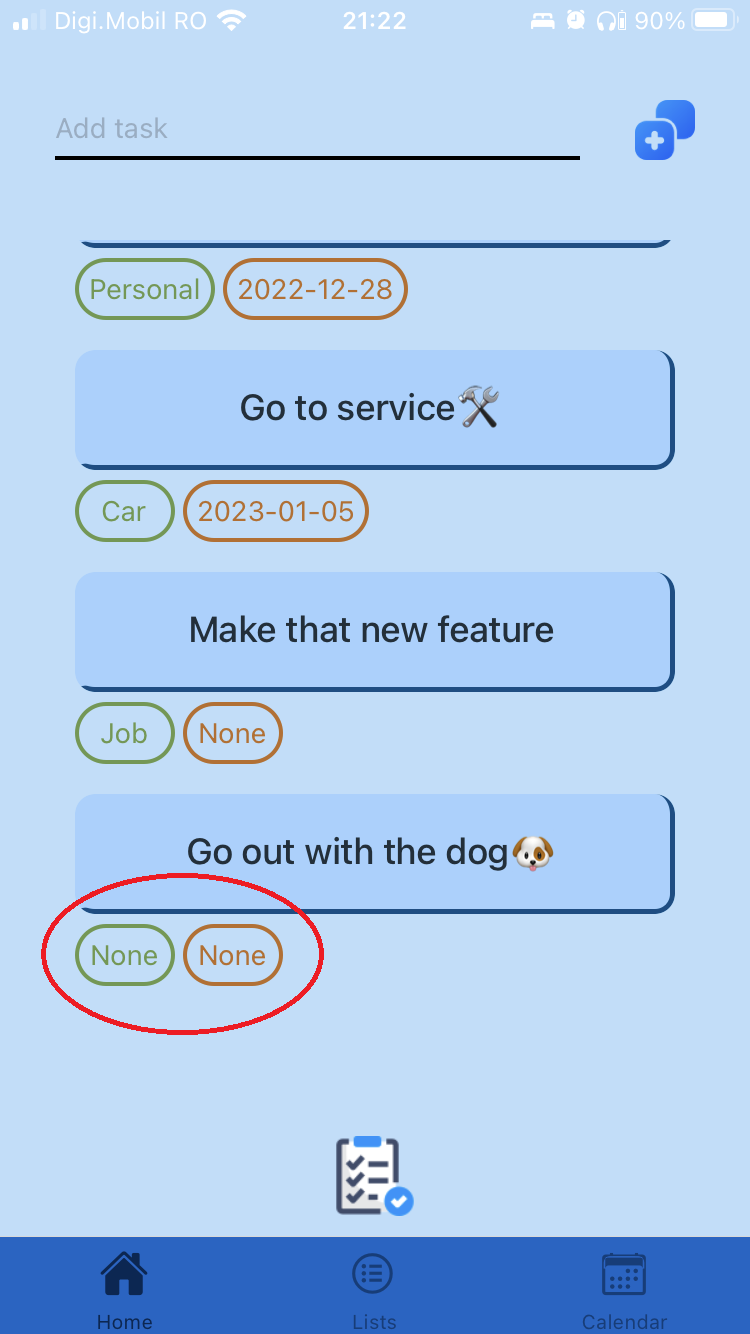 Digi.Mobil RO 21:22 90%
Add task
Personal 2022-12-28
Go to service
Car 2023-01-05
Make that new feature
Job None
Go out with the dog
None None
Home Lists Calendar